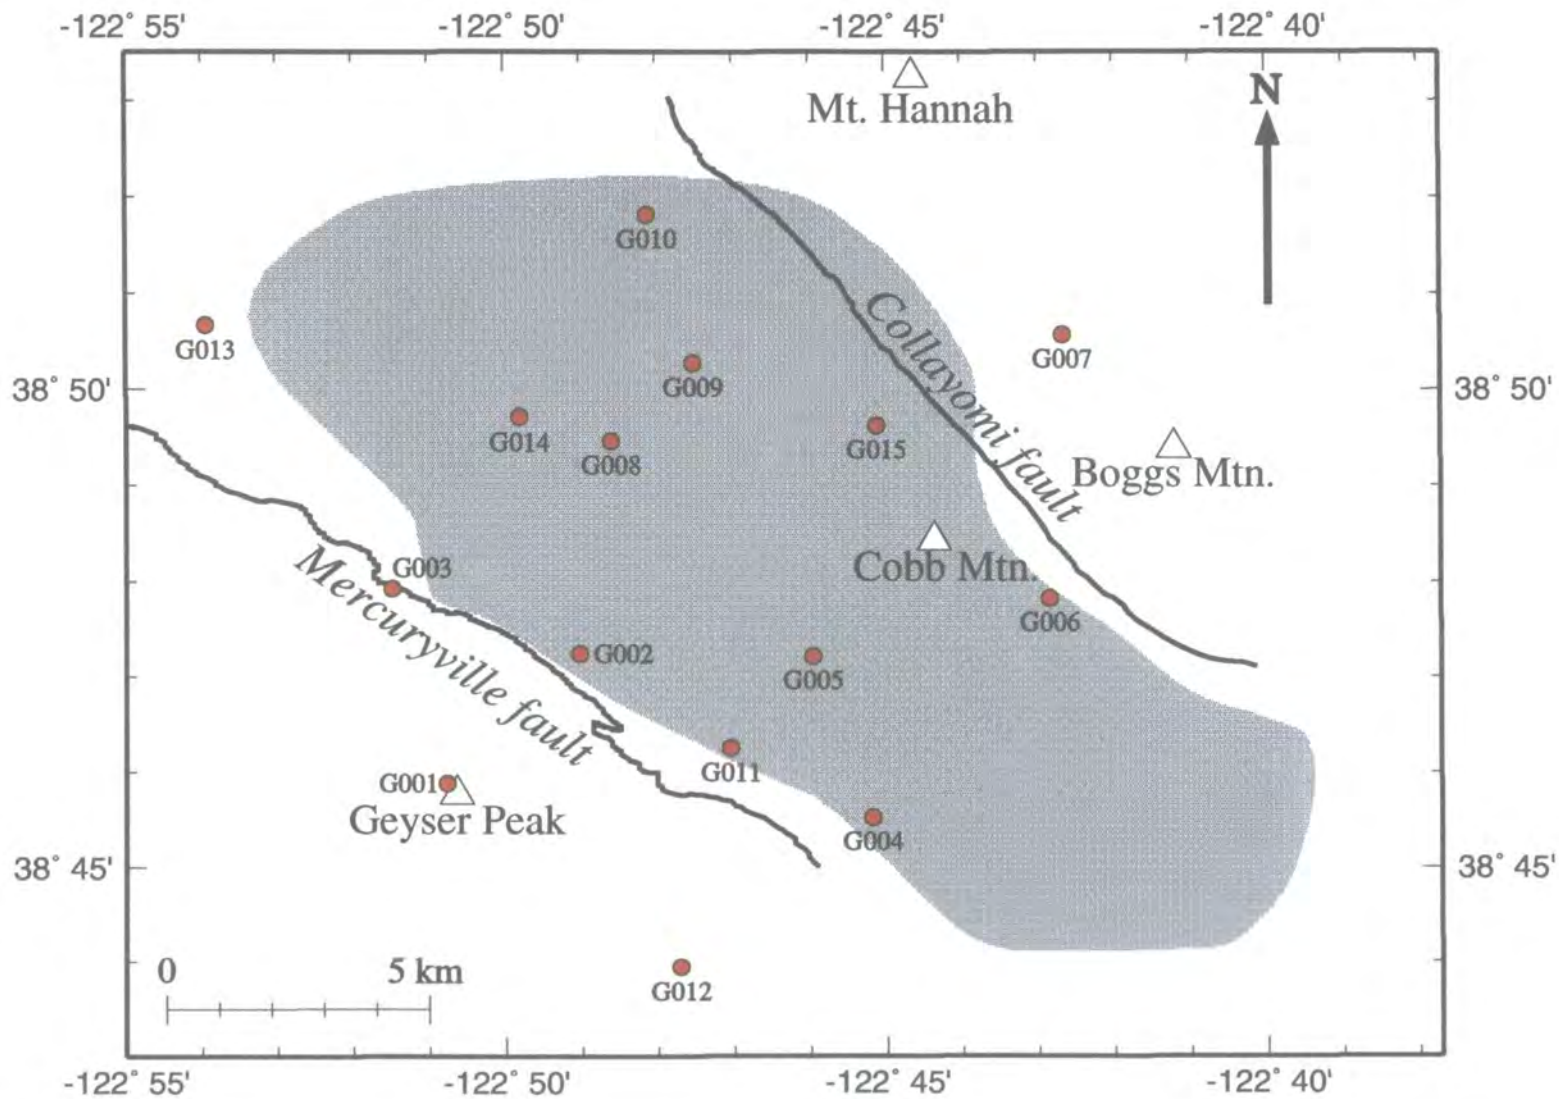 -122° 55' -122° 50' -122° 45' -122° 40'
Mt. Hannah
N
G010
G013
Collayomi fault
G007
G009
38° 50' 38° 50'
G014
G008
G015
Boggs Mtn.
G003
Mercuryville fault
Cobb Mtn.
G006
G002
G005
G011
G001
Geyser Peak
G004
38° 45' 38° 45'
0 5 km
G012
-122° 55' -122° 50' -122° 45' -122° 40'